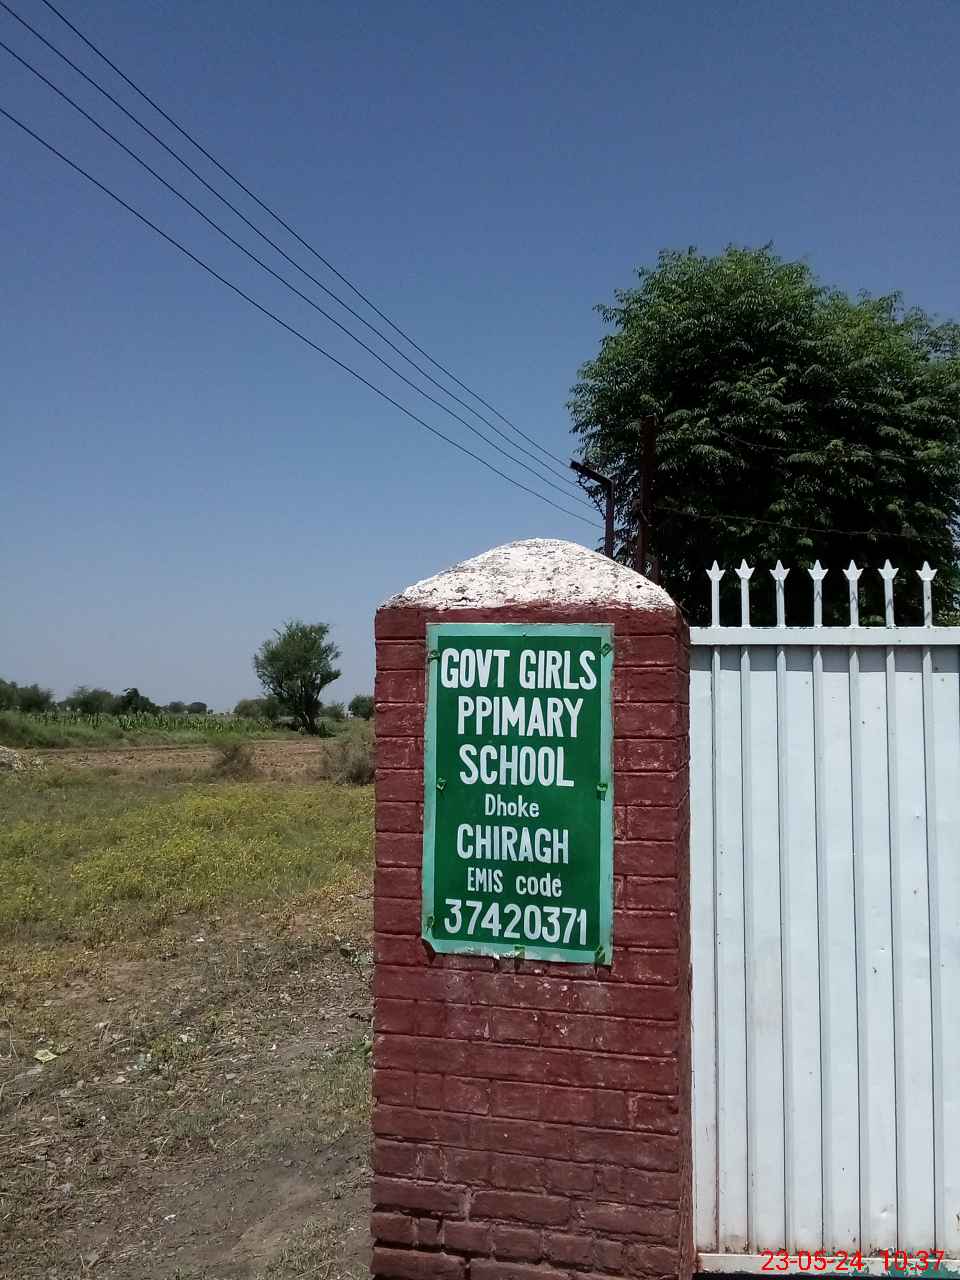 GOVT GIRLS
PPIMARY
SCHOOL
Dhoke
CHIRAGH
EMIS code
37420371
23-05-24 10:37